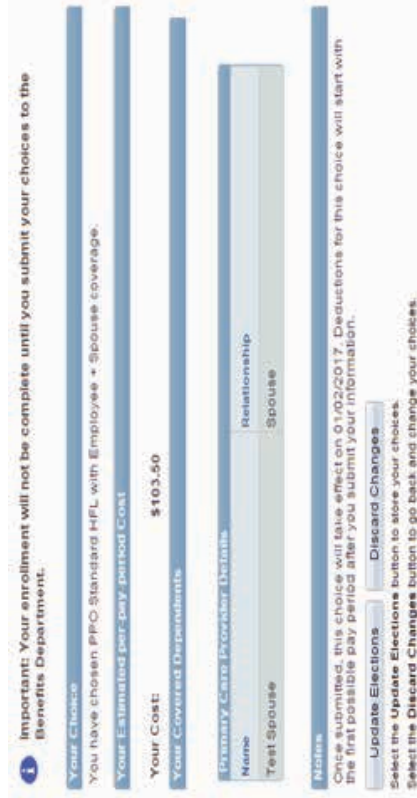 Important: Your enrollment will not be complete until you submit your choices to the
Benefits Department.
Your Choice
You have chosen PPO Standard HFL with Employee + Spouse coverage.
Your Estimated per-pay-period Cost
Your Cost: $103.50
Your Covered Dependents
Primary Care Provider Details
Name Relationship
Test Spouse Spouse
Notes
Once submitted, this choice will take effect on 01/02/2017. Deductions for this choice will start with
the first possible pay period after you submit your information.
Update Elections Discard Changes
Select the Update Elections button to store your choices.
Select the Discard Changes button to go back and change your choices.